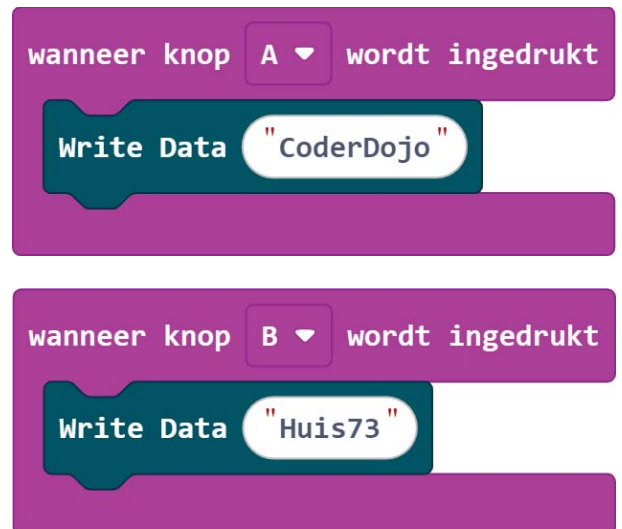 wanneer knop A wordt ingedrukt
Write Data "CoderDojo"
wanneer knop B wordt ingedrukt
Write Data "Huis73"